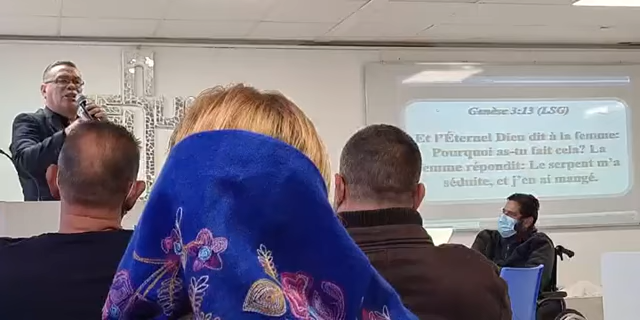 Genèse 3:13 (LSG)
Et l'Éternel Dieu dit à la femme:
Pourquoi as-tu fait cela? La
femme répondit: Le serpent m'a
séduite, et j'en ai mangé.